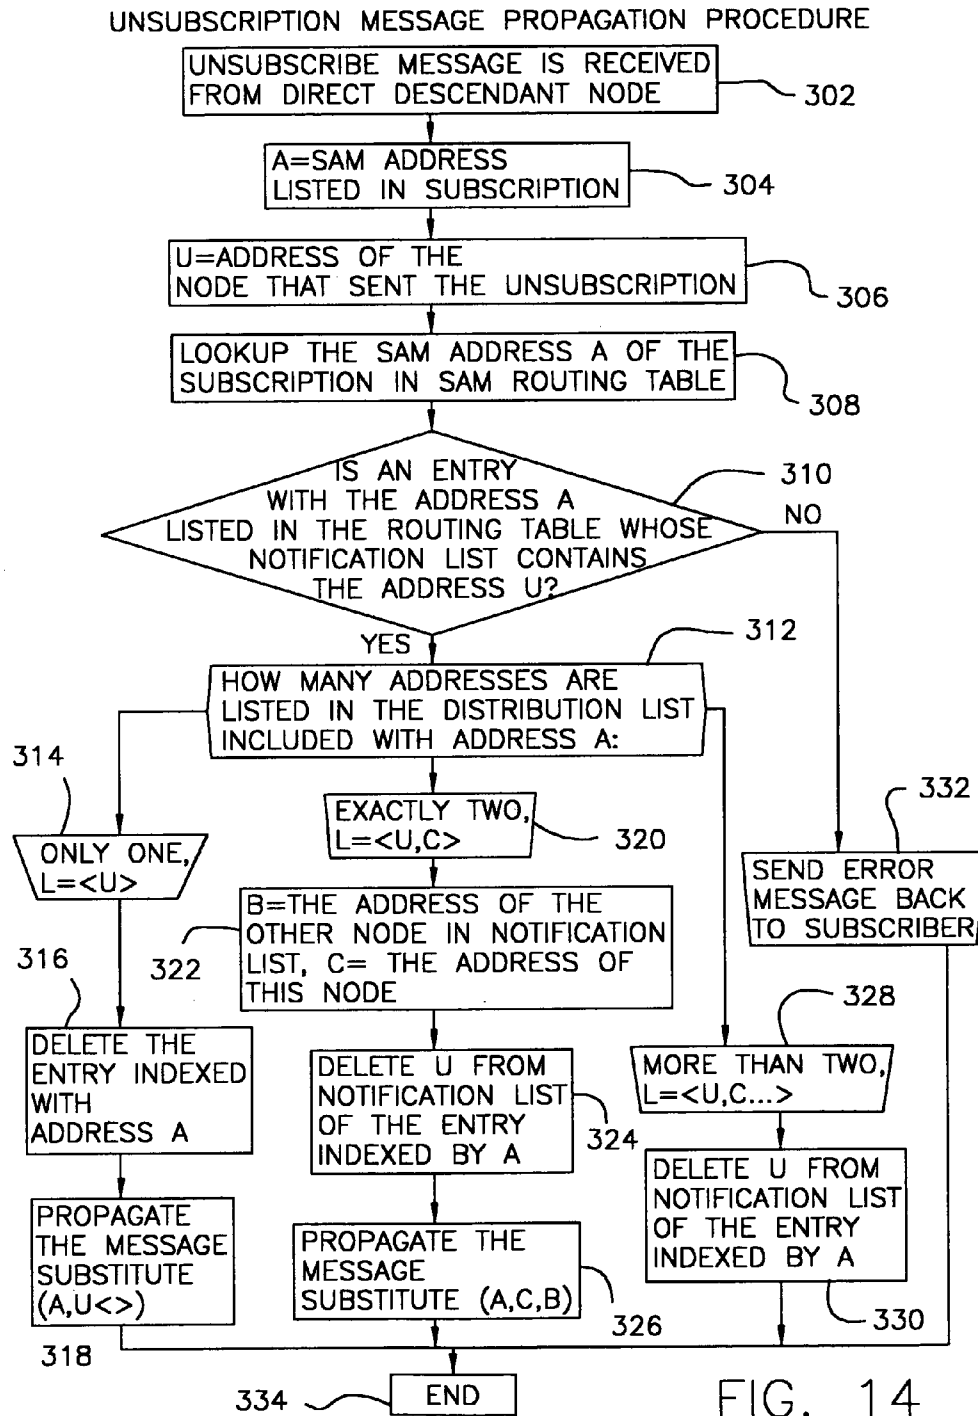 UNSUBSCRIPTION MESSAGE PROPAGATION PROCEDURE
UNSUBSCRIBE MESSAGE IS RECEIVED
FROM DIRECT DESCENDANT NODE
302
A=SAM ADDRESS
LISTED IN SUBSCRIPTION
304
U=ADDRESS OF THE
NODE THAT SENT THE UNSUBSCRIPTION
306
LOOKUP THE SAM ADDRESS A OF THE
SUBSCRIPTION IN SAM ROUTING TABLE
308
IS AN ENTRY
WITH THE ADDRESS A
LISTED IN THE ROUTING TABLE WHOSE
NOTIFICATION LIST CONTAINS
THE ADDRESS U?
310
NO
YES
312
HOW MANY ADDRESSES ARE
LISTED IN THE DISTRIBUTION LIST
INCLUDED WITH ADDRESS A:
314
ONLY ONE,
L=<U>
EXACTLY TWO,
L=<U,C>
320
332
SEND ERROR
MESSAGE BACK
TO SUBSCRIBER
B=THE ADDRESS OF THE
OTHER NODE IN NOTIFICATION
LIST, C= THE ADDRESS OF
THIS NODE
322
316
DELETE THE
ENTRY INDEXED
WITH
ADDRESS A
DELETE U FROM
NOTIFICATION LIST
OF THE ENTRY
INDEXED BY A
324
328
MORE THAN TWO,
L=<U,C...>
DELETE U FROM
NOTIFICATION LIST
OF THE ENTRY
INDEXED BY A
330
PROPAGATE
THE MESSAGE
SUBSTITUTE
(A,U<>)
318
PROPAGATE THE
MESSAGE
SUBSTITUTE (A,C,B)
326
334
END
FIG. 14